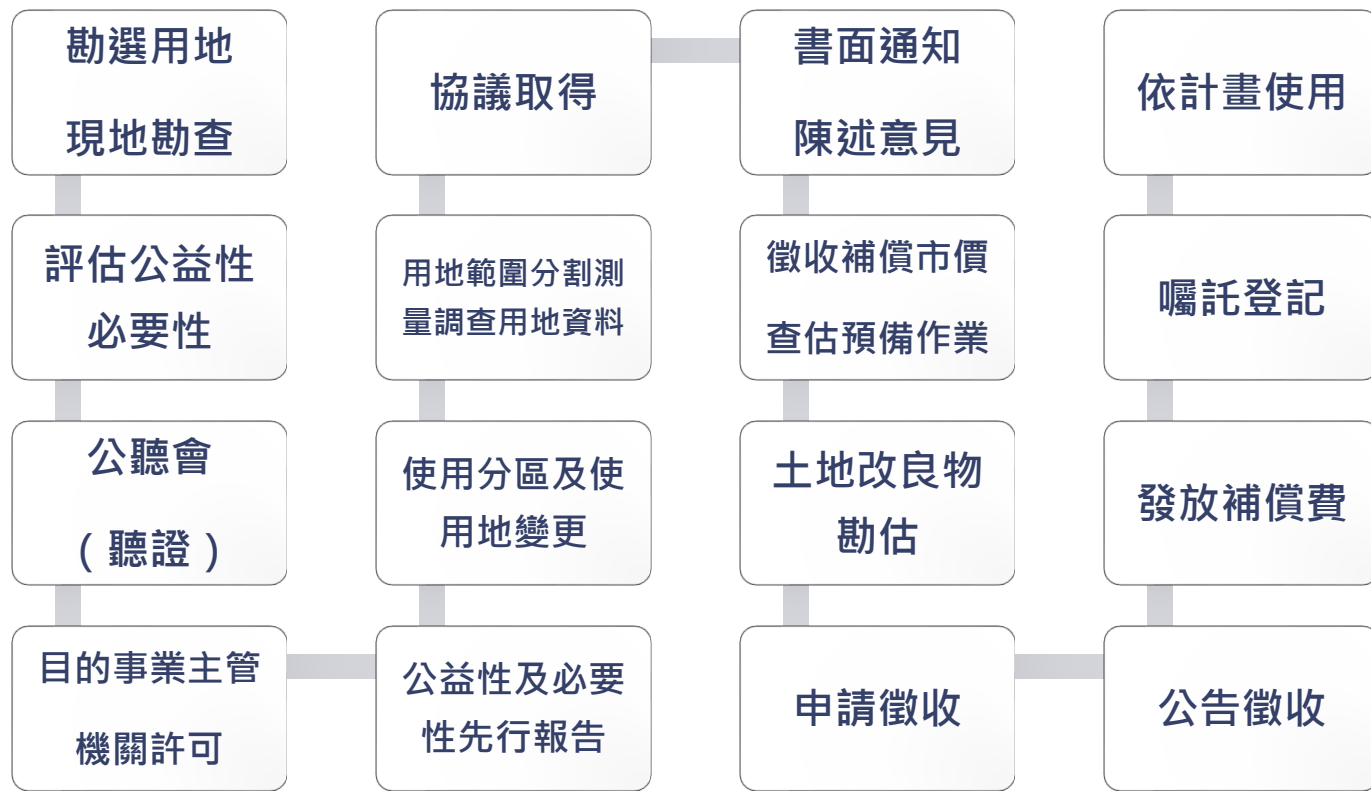 勘選用地
現地勘查
評估公益性
必要性
公聽會
（聽證）
目的事業主管
機關許可
公益性及必要
性先行報告
使用分區及使
用地變更
用地範圍分割測
量調查用地資料
協議取得
書面通知
陳述意見
徵收補償市價
查估預備作業
土地改良物
勘估
申請徵收
公告徵收
發放補償費
囑託登記
依計畫使用